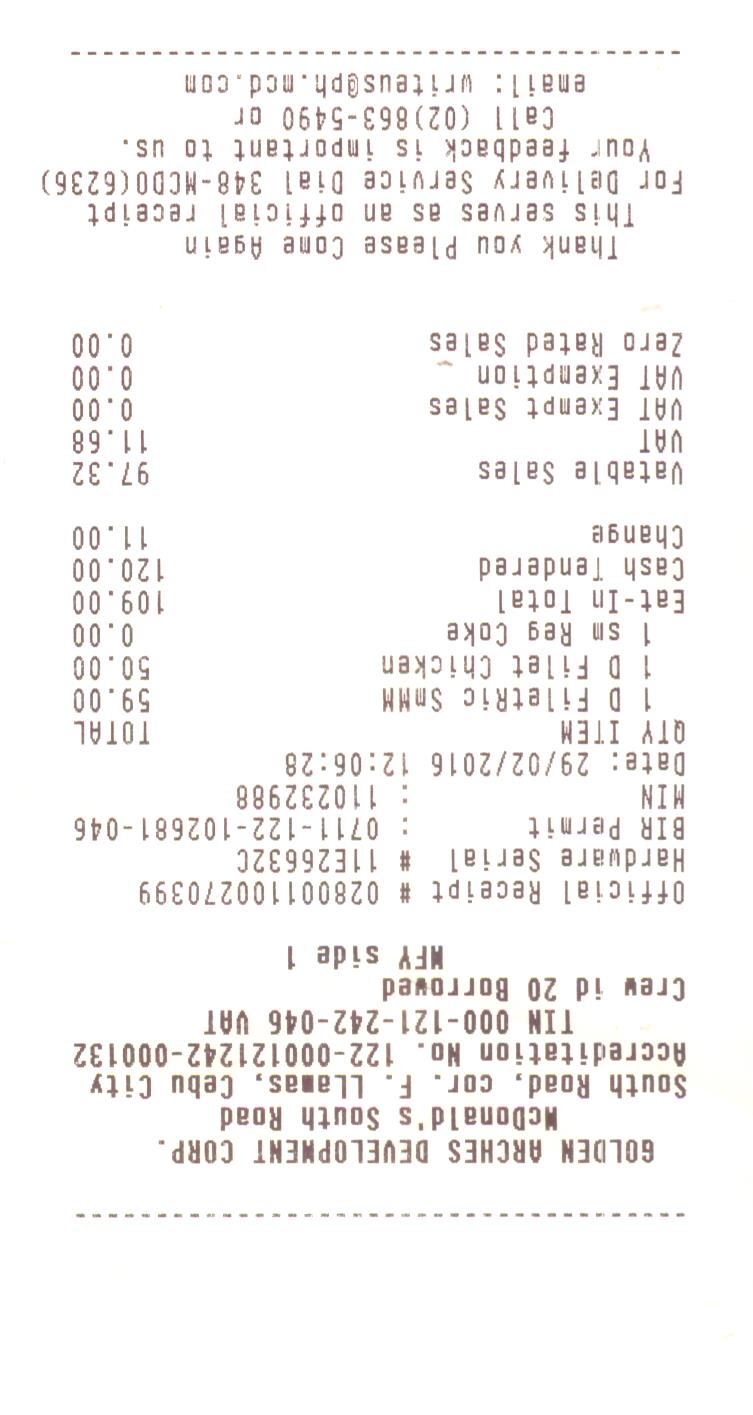 GOLDEN ARCHES DEVELOPMENT CORP.
McDonald's South Road
South Road, cor. F. LLamas, Cebu City
Accreditation No. 122-000121242-000132
TIN 000-121-242-046 VAT
Crew id 20 Borrowed
MFY side 1
Official Receipt # 02800110027​0399
Hardware Serial # 11E26632C
BIR Permit : 0711-122-102681-046
MIN : 110232988
Date: 29/02/2016 12:06:28
QTY ITEM TOTAL
1 D FiletRic SmMM 59.00
1 D Filet Chicken 50.00
1 sm Reg Coke 0.00
Eat-In Total 109.00
Cash Tendered 120.00
Change 11.00
Vatable Sales 97.32
VAT 11.68
VAT Exempt Sales 0.00
VAT Exemption 0.00
Zero Rated Sales 0.00
Thank you Please Come Again
This serves as an official receipt
For Delivery Service Dial 348-MCDO(6236)
Your feedback is important to us.
Call (02)863-5490 or
email: writeus@ph.mcd.com